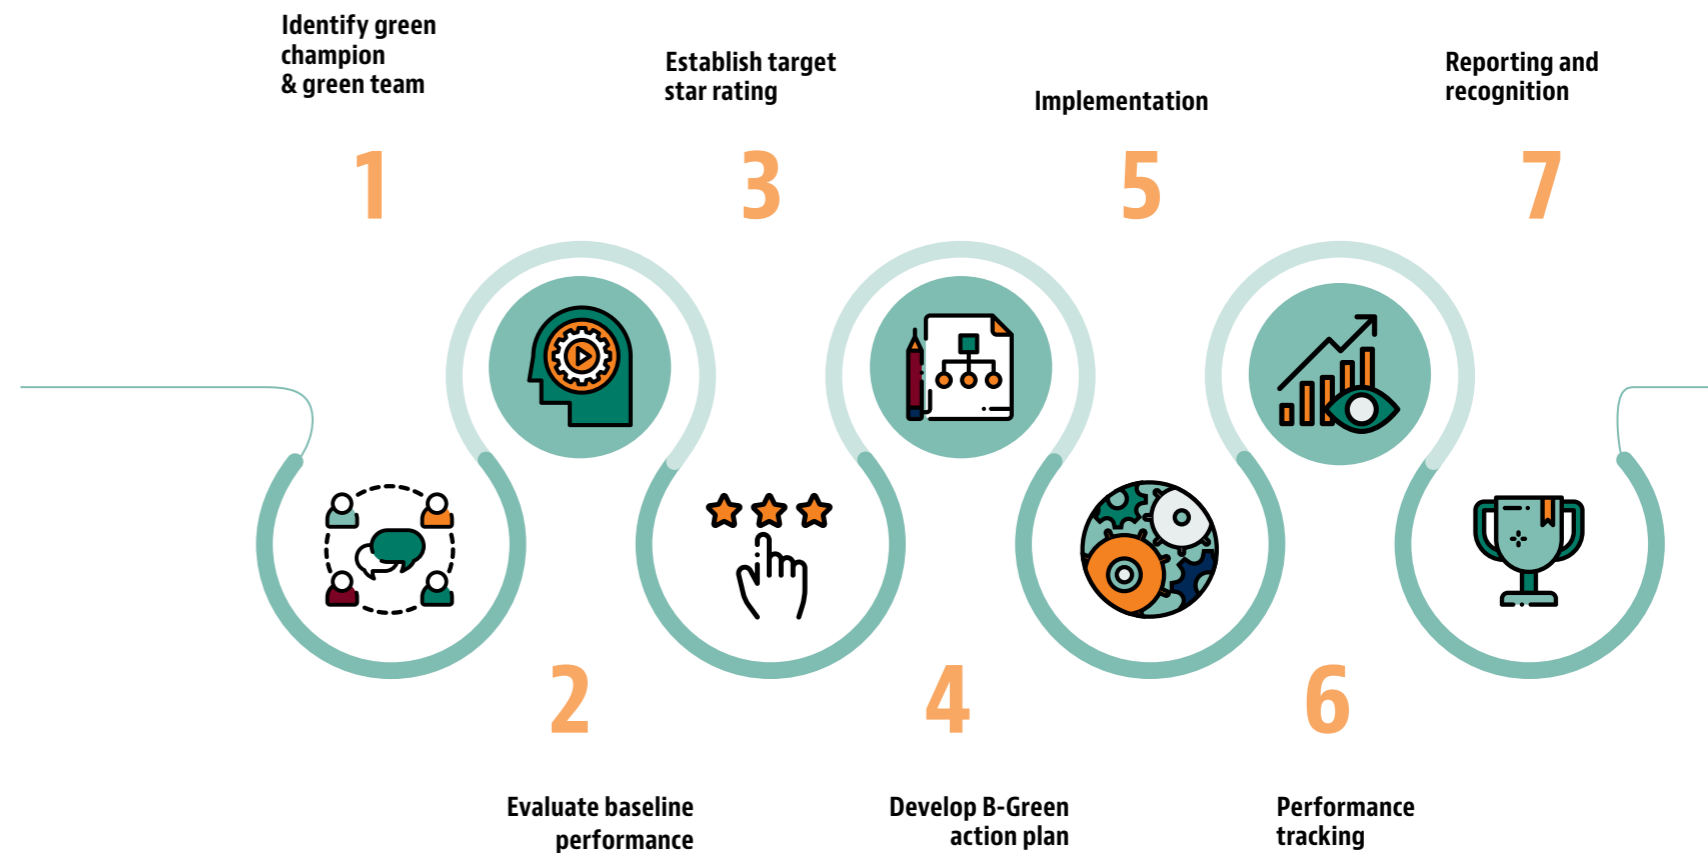 Identify green
champion
& green team
1
2
Evaluate baseline
performance
Establish target
star rating
3
4
Develop B-Green
action plan
Implementation
5
6
Performance
tracking
Reporting and
recognition
7